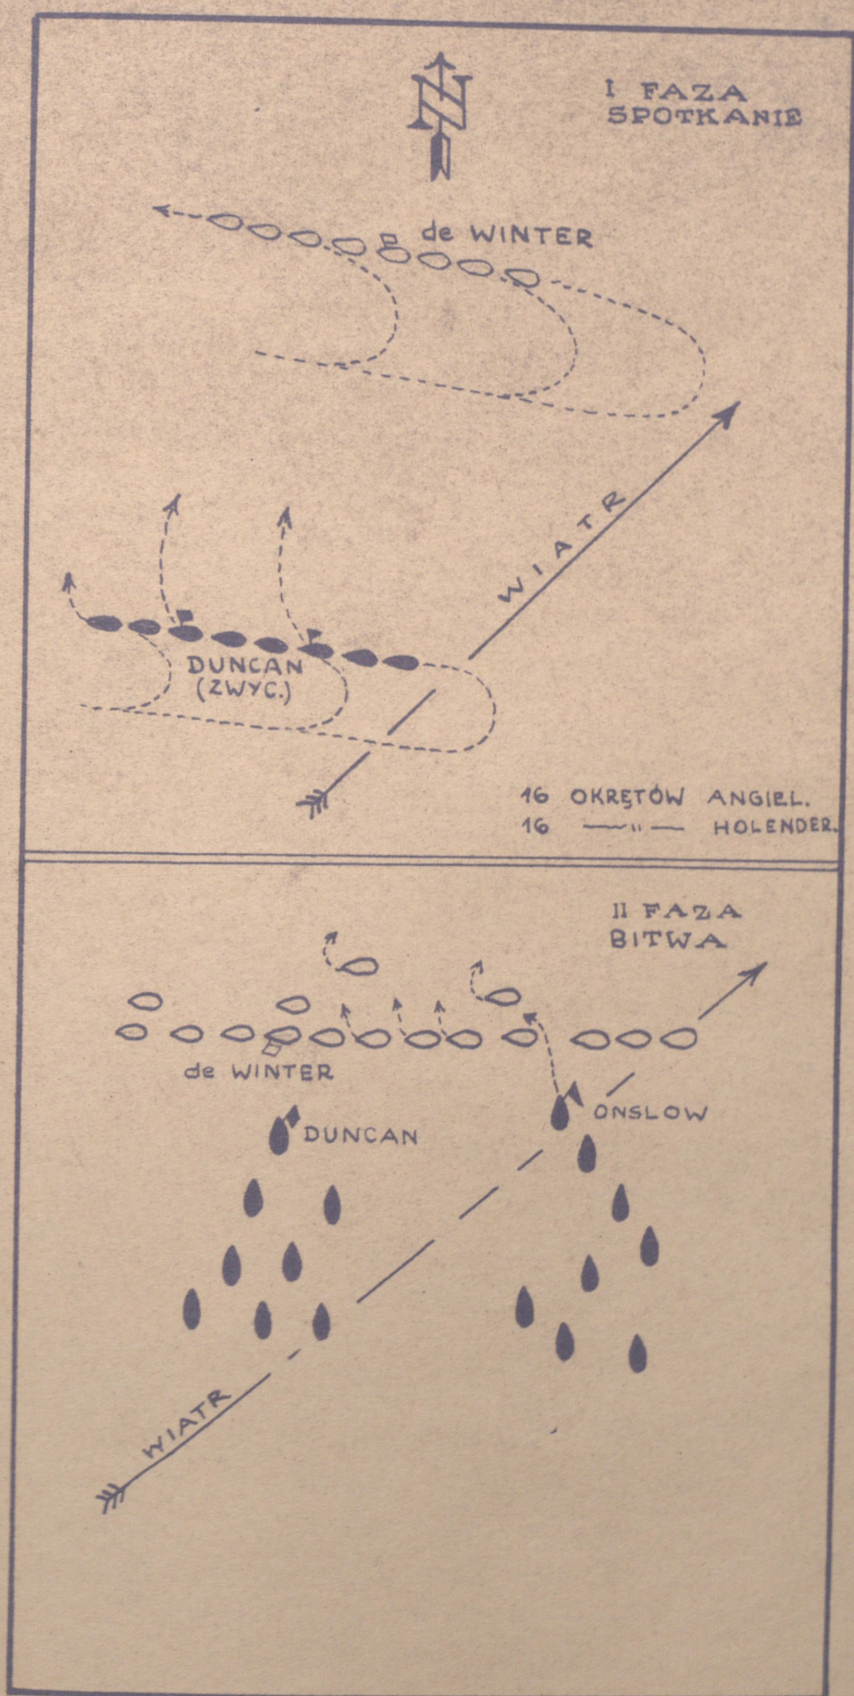 N
I FAZA
SPOTKANIE
de WINTER
WIATR
DUNCAN
(ZWYC.)
16 OKRĘTÓW ANGIEL.
16 —〃— HOLENDER.
II FAZA
BITWA
de WINTER
ONSLOW
DUNCAN
WIATR